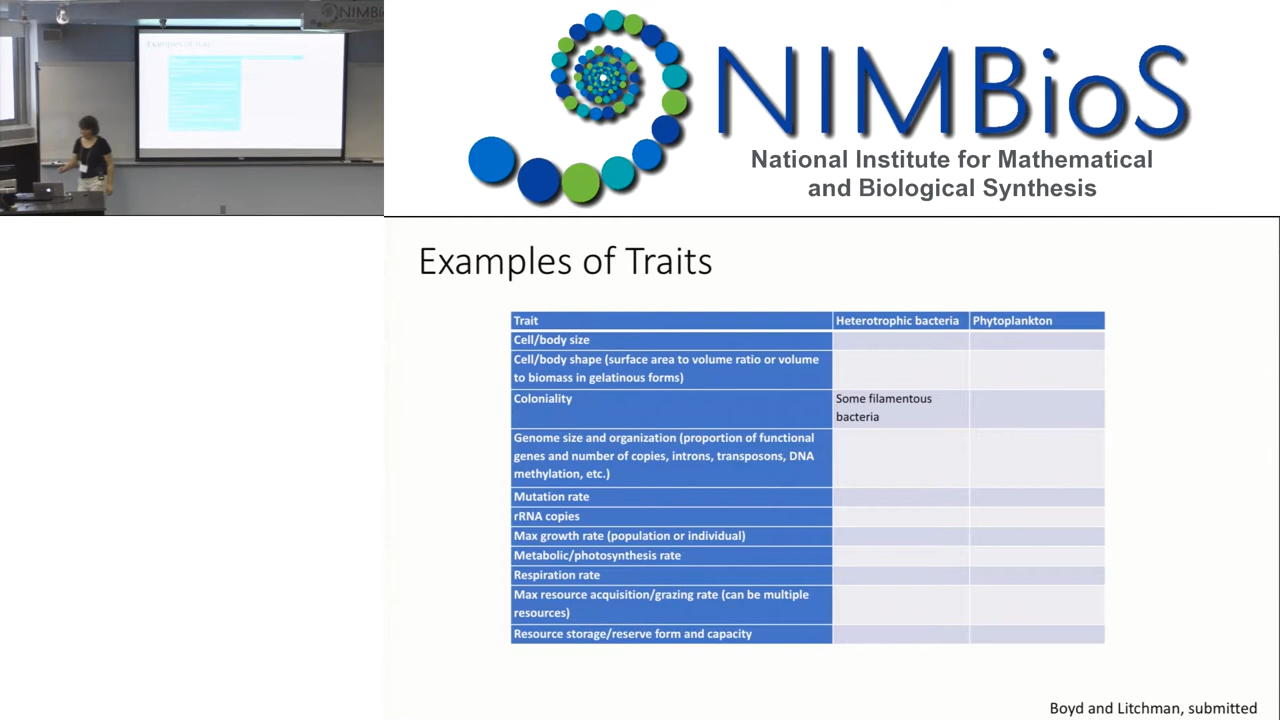 NIMBioS
NIMBioS
National Institute for Mathematical
and Biological Synthesis
Examples of Traits
Examples of Traits
Trait Heterotrophic bacteria Phytoplankton
Cell/body size
Cell/body shape (surface area to volume ratio or volume
to biomass in gelatinous forms)
Coloniality Some filamentous
bacteria
Genome size and organization (proportion of functional
genes and number of copies, introns, transposons, DNA
methylation, etc.)
Mutation rate
rRNA copies
Max growth rate (population or individual)
Metabolic/photosynthesis rate
Respiration rate
Max resource acquisition/grazing rate (can be multiple
resources)
Resource storage/reserve form and capacity
Boyd and Litchman, submitted